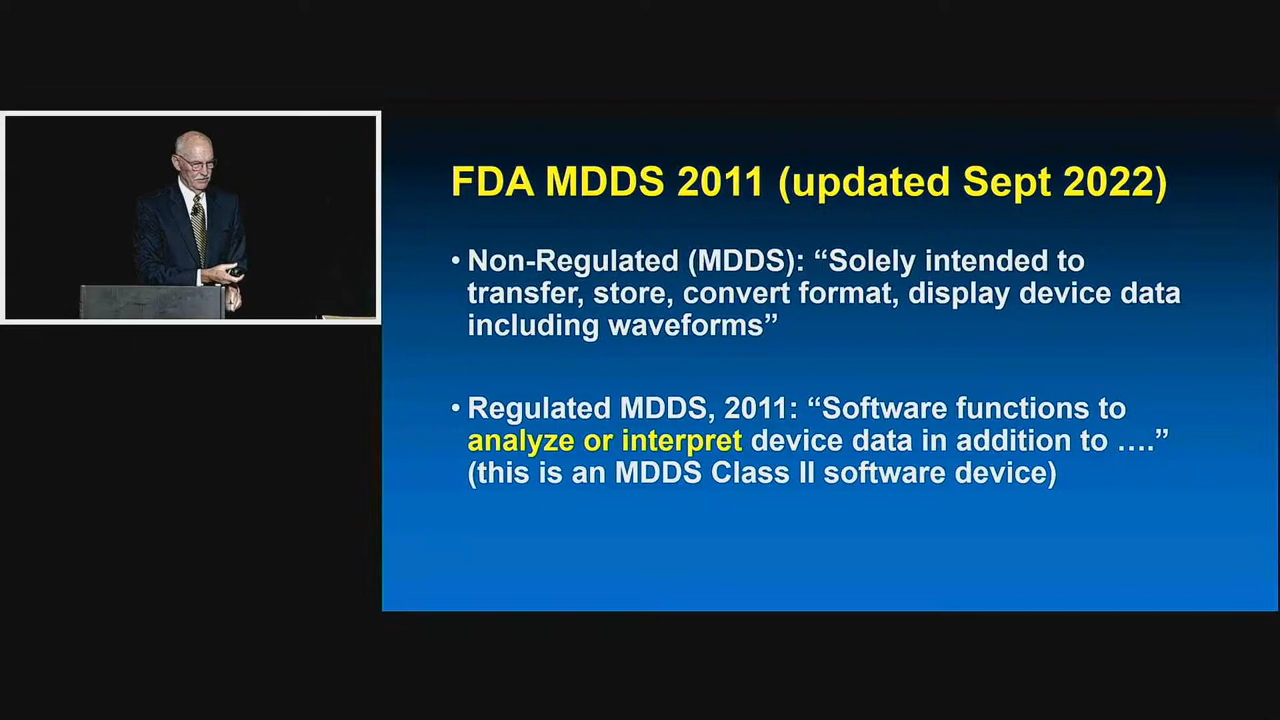 FDA MDDS 2011 (updated Sept 2022)
• Non-Regulated (MDDS): “Solely intended to
transfer, store, convert format, display device data
including waveforms”
• Regulated MDDS, 2011: “Software functions to
analyze or interpret device data in addition to ….”
(this is an MDDS Class II software device)